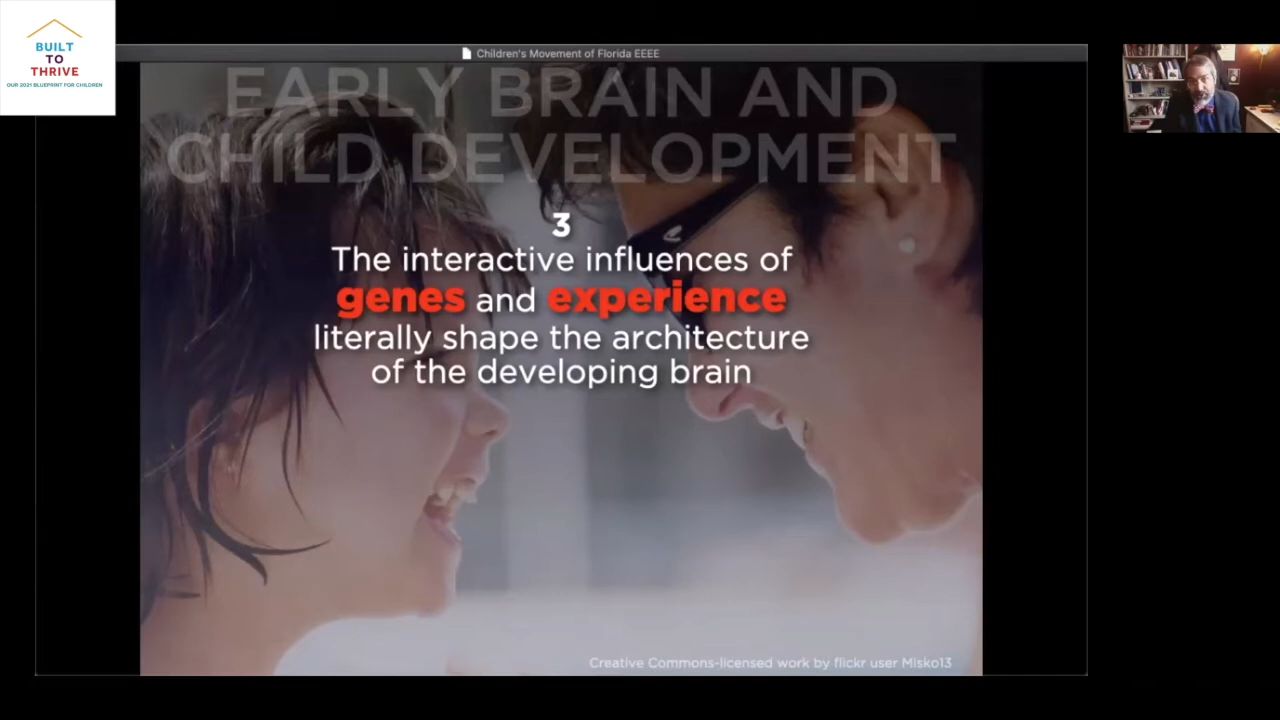 BUILT
TO
THRIVE
OUR 2021 BLUEPRINT FOR CHILDREN
Children's Movement of Florida EEEE
EARLY BRAIN AND
CHILD DEVELOPMENT
3
The interactive influences of
genes and experience
literally shape the architecture
of the developing brain
Creative Commons-licensed work by flickr user Misko13